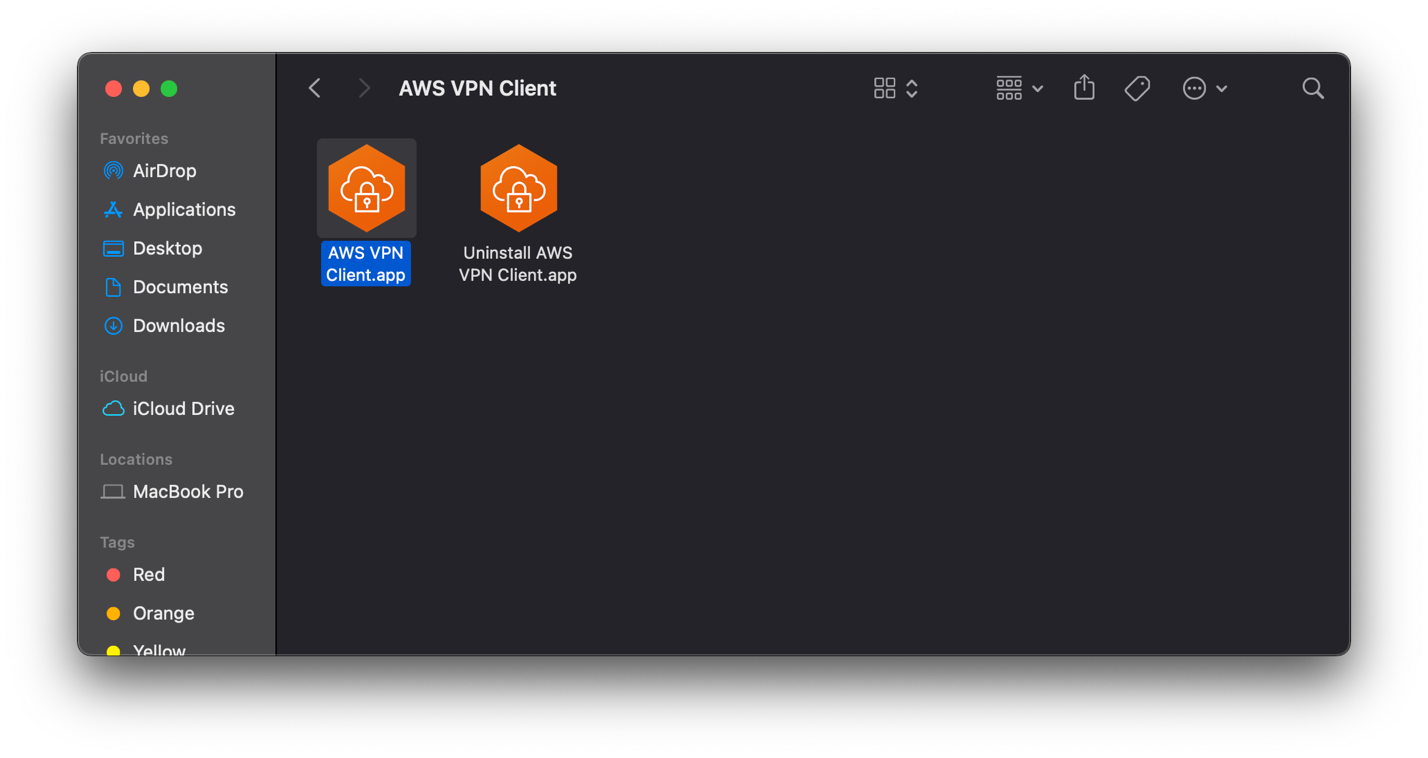 AWS VPN Client
Favorites
AirDrop
Applications
Desktop
Documents
Downloads
iCloud
iCloud Drive
Locations
MacBook Pro
Tags
Red
Orange
Yellow
AWS VPN
Client.app
Uninstall AWS
VPN Client.app